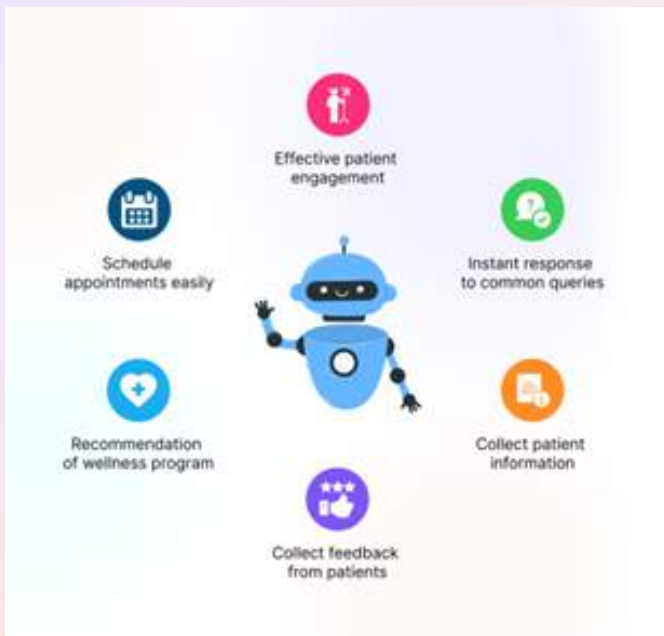 Effective patient
engagement
Schedule
appointments easily
Instant response
to common queries
Recommendation
of wellness program
Collect patient
information
Collect feedback
from patients